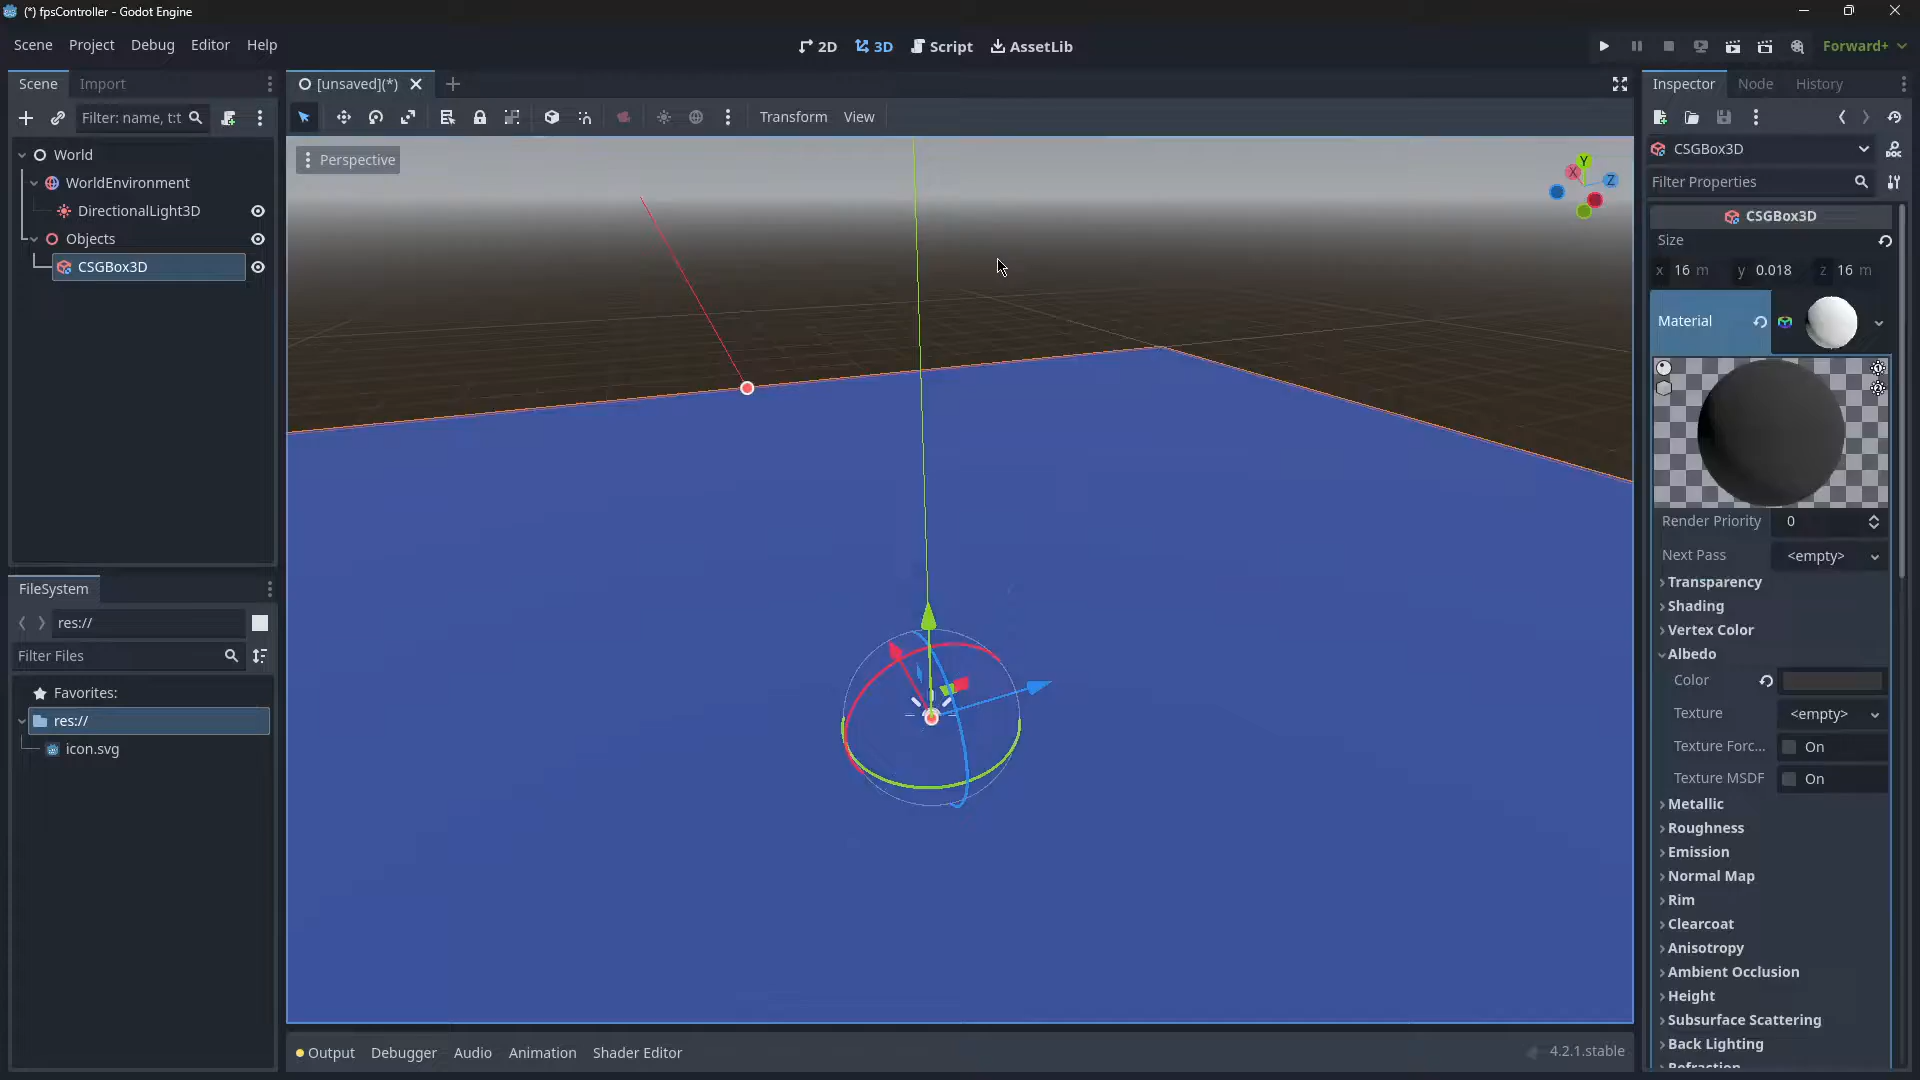 (*) fpsController - Godot Engine
Scene Project Debug Editor Help
2D 3D Script AssetLib
Forward+
Scene Import
[unsaved](*)
Inspector Node History
Filter: name, t:t
Transform View
World
WorldEnvironment
DirectionalLight3D
Objects
CSGBox3D
Perspective
Y
X
Z
CSGBox3D
DOC
Filter Properties
CSGBox3D
Size
x 16 m y 0.018 z 16 m
Material
Render Priority 0
Next Pass <empty>
Transparency
Shading
Vertex Color
Albedo
Color
Texture <empty>
Texture Forc... On
Texture MSDF On
Metallic
Roughness
Emission
Normal Map
Rim
Clearcoat
Anisotropy
Ambient Occlusion
Height
Subsurface Scattering
Back Lighting
Refraction
FileSystem
res://
Filter Files
Favorites:
res://
icon.svg
Output Debugger Audio Animation Shader Editor
4.2.1.stable